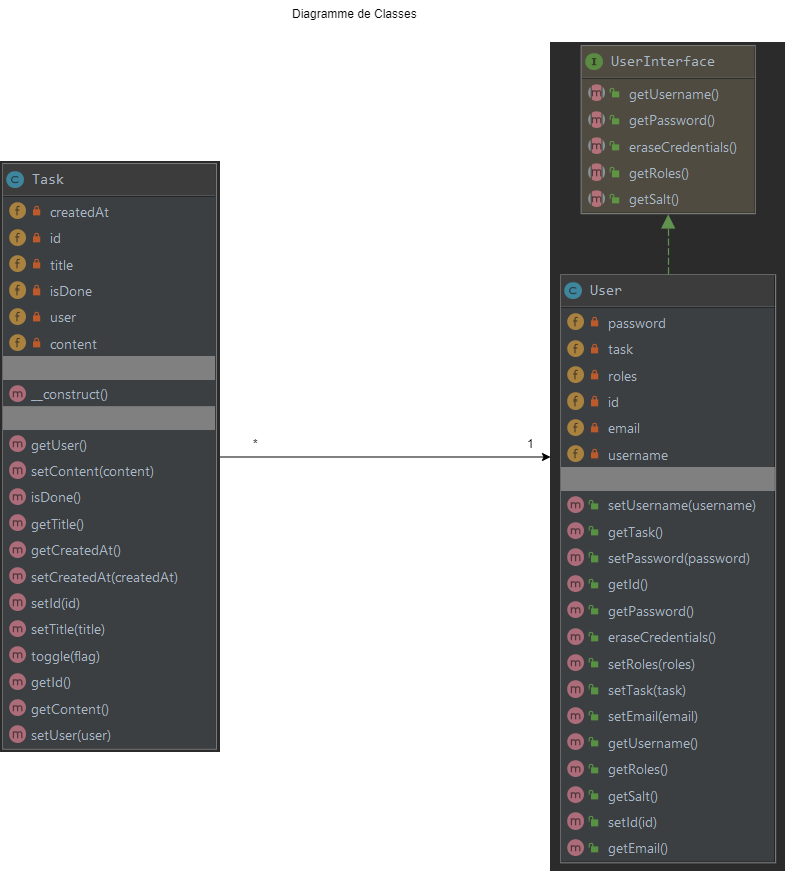 Diagramme de Classes
I UserInterface
m getUsername()
m getPassword()
m eraseCredentials()
m getRoles()
m getSalt()
C Task
f createdAt
f id
f title
f isDone
f user
f content
m __construct()
m getUser()
m setContent(content)
m isDone()
m getTitle()
m getCreatedAt()
m setCreatedAt(createdAt)
m setId(id)
m setTitle(title)
m toggle(flag)
m getId()
m getContent()
m setUser(user)
* 1
C User
f password
f task
f roles
f id
f email
f username
m setUsername(username)
m getTask()
m setPassword(password)
m getId()
m getPassword()
m eraseCredentials()
m setRoles(roles)
m setTask(task)
m setEmail(email)
m getUsername()
m getRoles()
m getSalt()
m setId(id)
m getEmail()